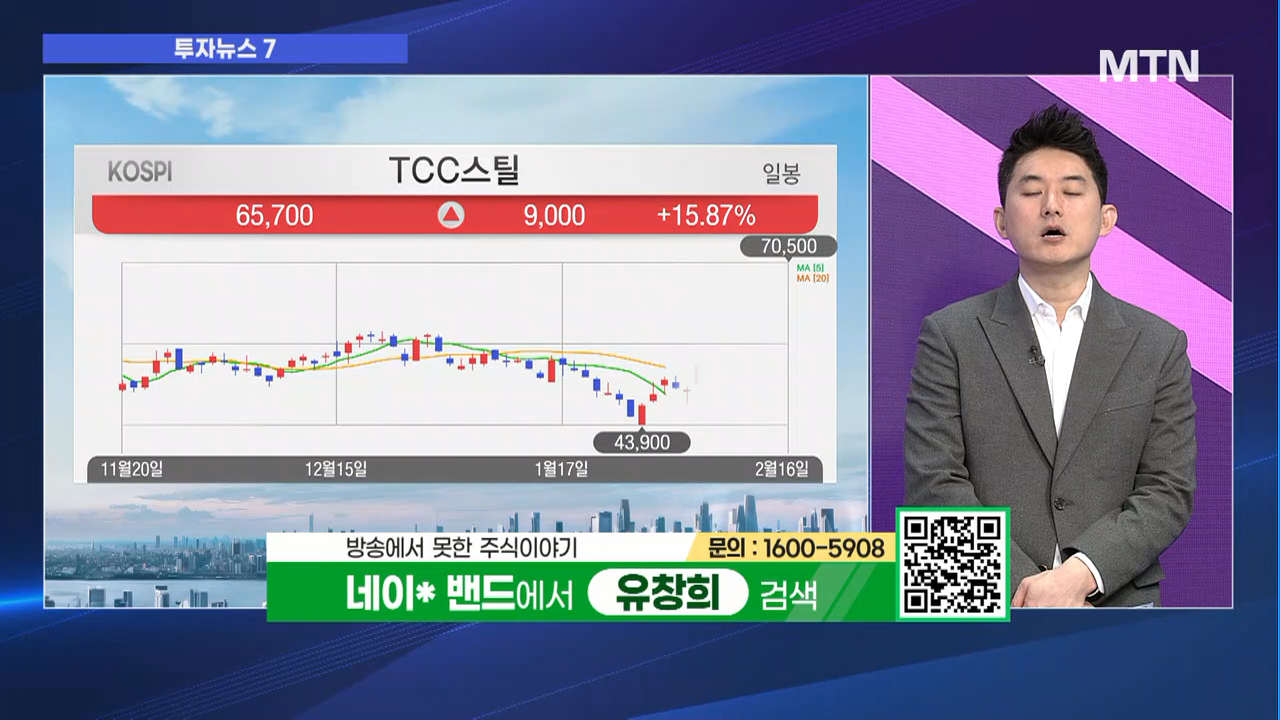 투자뉴스 7
MTN
KOSPI TCC스틸 일봉
65,700 9,000 +15.87%
70,500
MA [5]
MA [20]
43,900
11월20일 12월15일 1월17일 2월16일
방송에서 못한 주식이야기 문의 : 1600-5908
네이* 밴드에서 유창희 검색